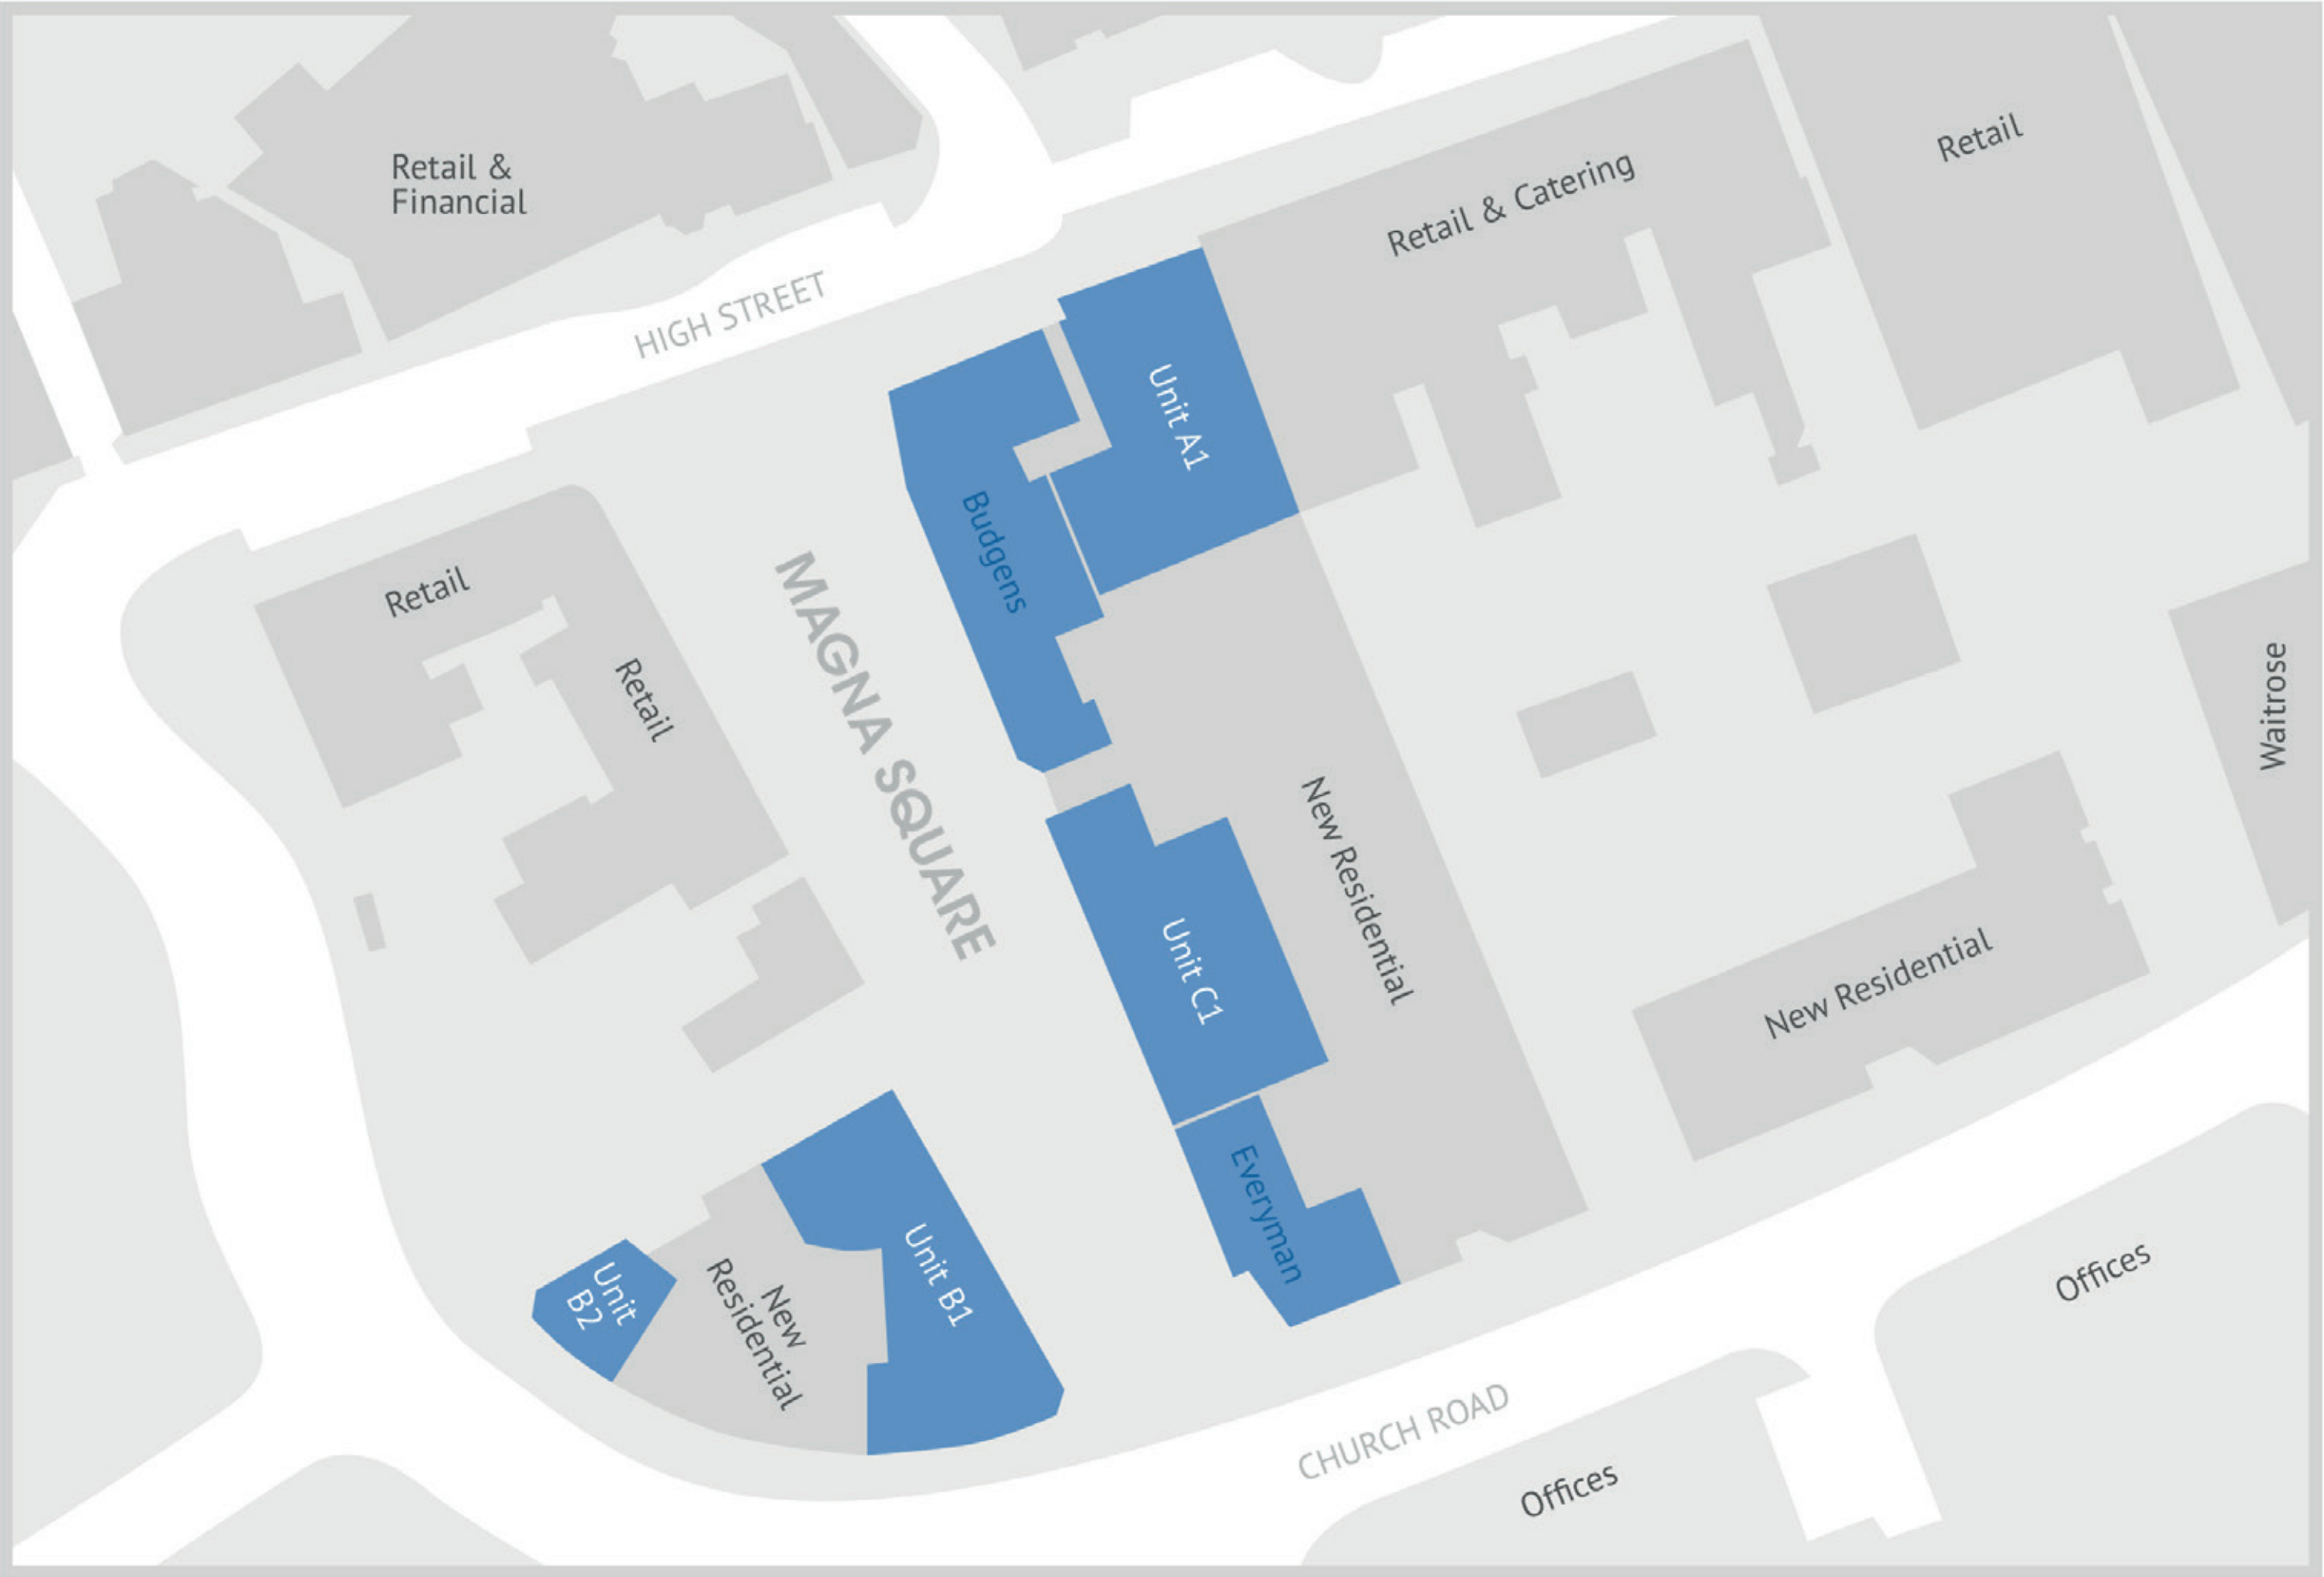 Retail &
Financial
HIGH STREET
Retail & Catering
Retail
Unit A1
Budgens
Retail
Retail
MAGNA SQUARE
Waitrose
New Residential
Unit C1
New Residential
Everyman
Unit B1
Unit
B2
New
Residential
CHURCH ROAD
Offices
Offices